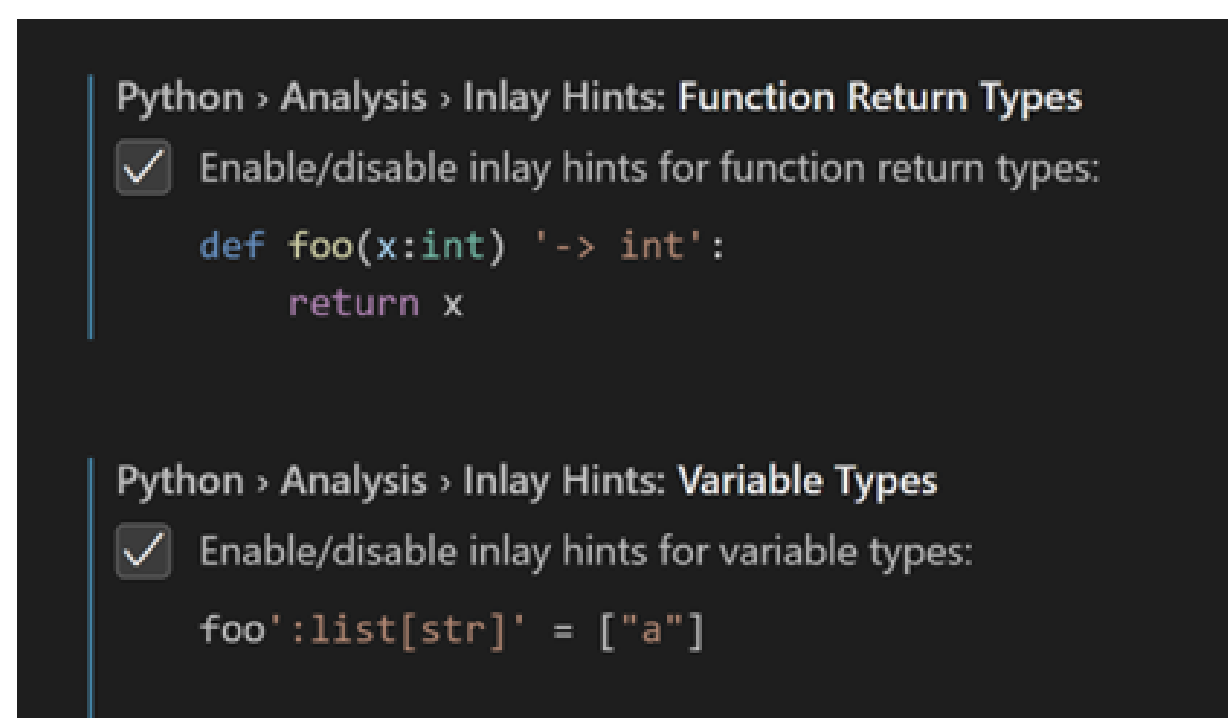 Python › Analysis › Inlay Hints: Function Return Types
Enable/disable inlay hints for function return types:
def foo(x:int) '-> int':
    return x
Python › Analysis › Inlay Hints: Variable Types
Enable/disable inlay hints for variable types:
foo':list[str]' = ["a"]